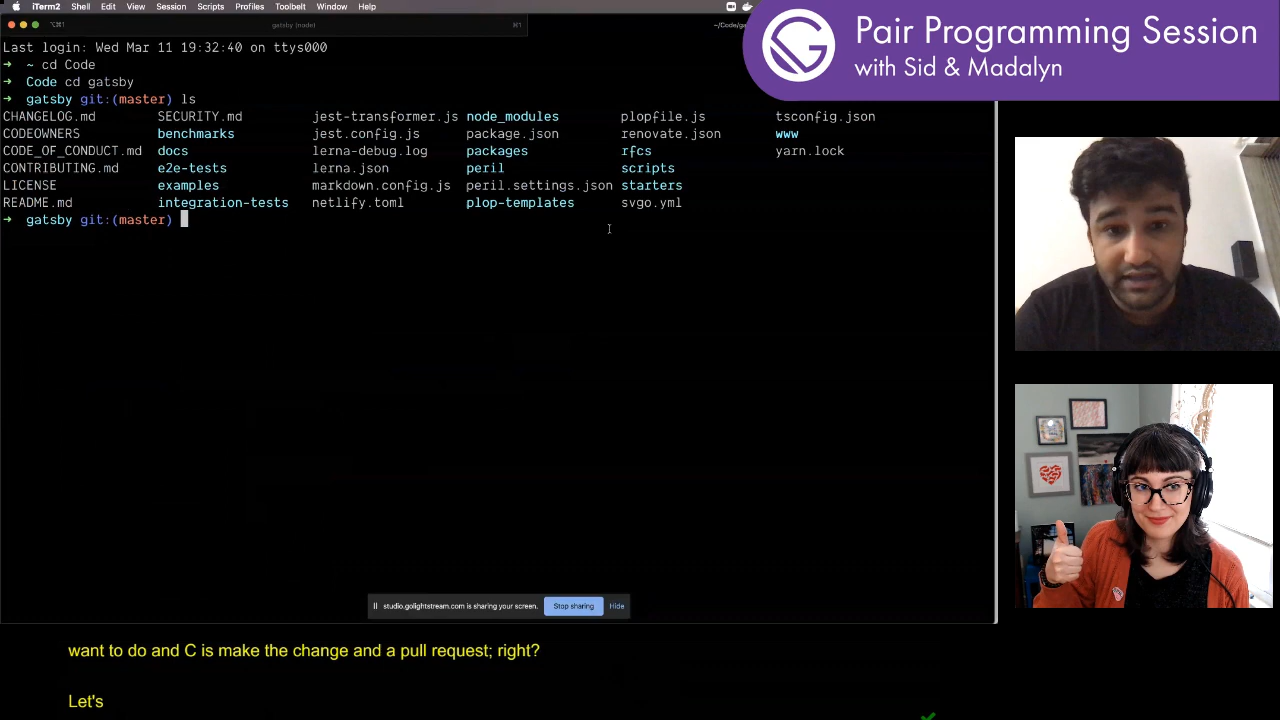 iTerm2 Shell Edit View Session Scripts Profiles Toolbelt Window Help
⌥⌘1 gatsby (node) ⌘1 ~/Code/ga
Pair Programming Session
with Sid & Madalyn
Last login: Wed Mar 11 19:32:40 on ttys000
➜ ~ cd Code
➜ Code cd gatsby
➜ gatsby git:(master) ls
CHANGELOG.md SECURITY.md jest-transformer.js node_modules plopfile.js tsconfig.json
CODEOWNERS benchmarks jest.config.js package.json renovate.json www
CODE_OF_CONDUCT.md docs lerna-debug.log packages rfcs yarn.lock
CONTRIBUTING.md e2e-tests lerna.json peril scripts
LICENSE examples markdown.config.js peril.settings.json starters
README.md integration-tests netlify.toml plop-templates svgo.yml
➜ gatsby git:(master)
studio.golightstream.com is sharing your screen. Stop sharing Hide
want to do and C is make the change and a pull request; right?
Let's